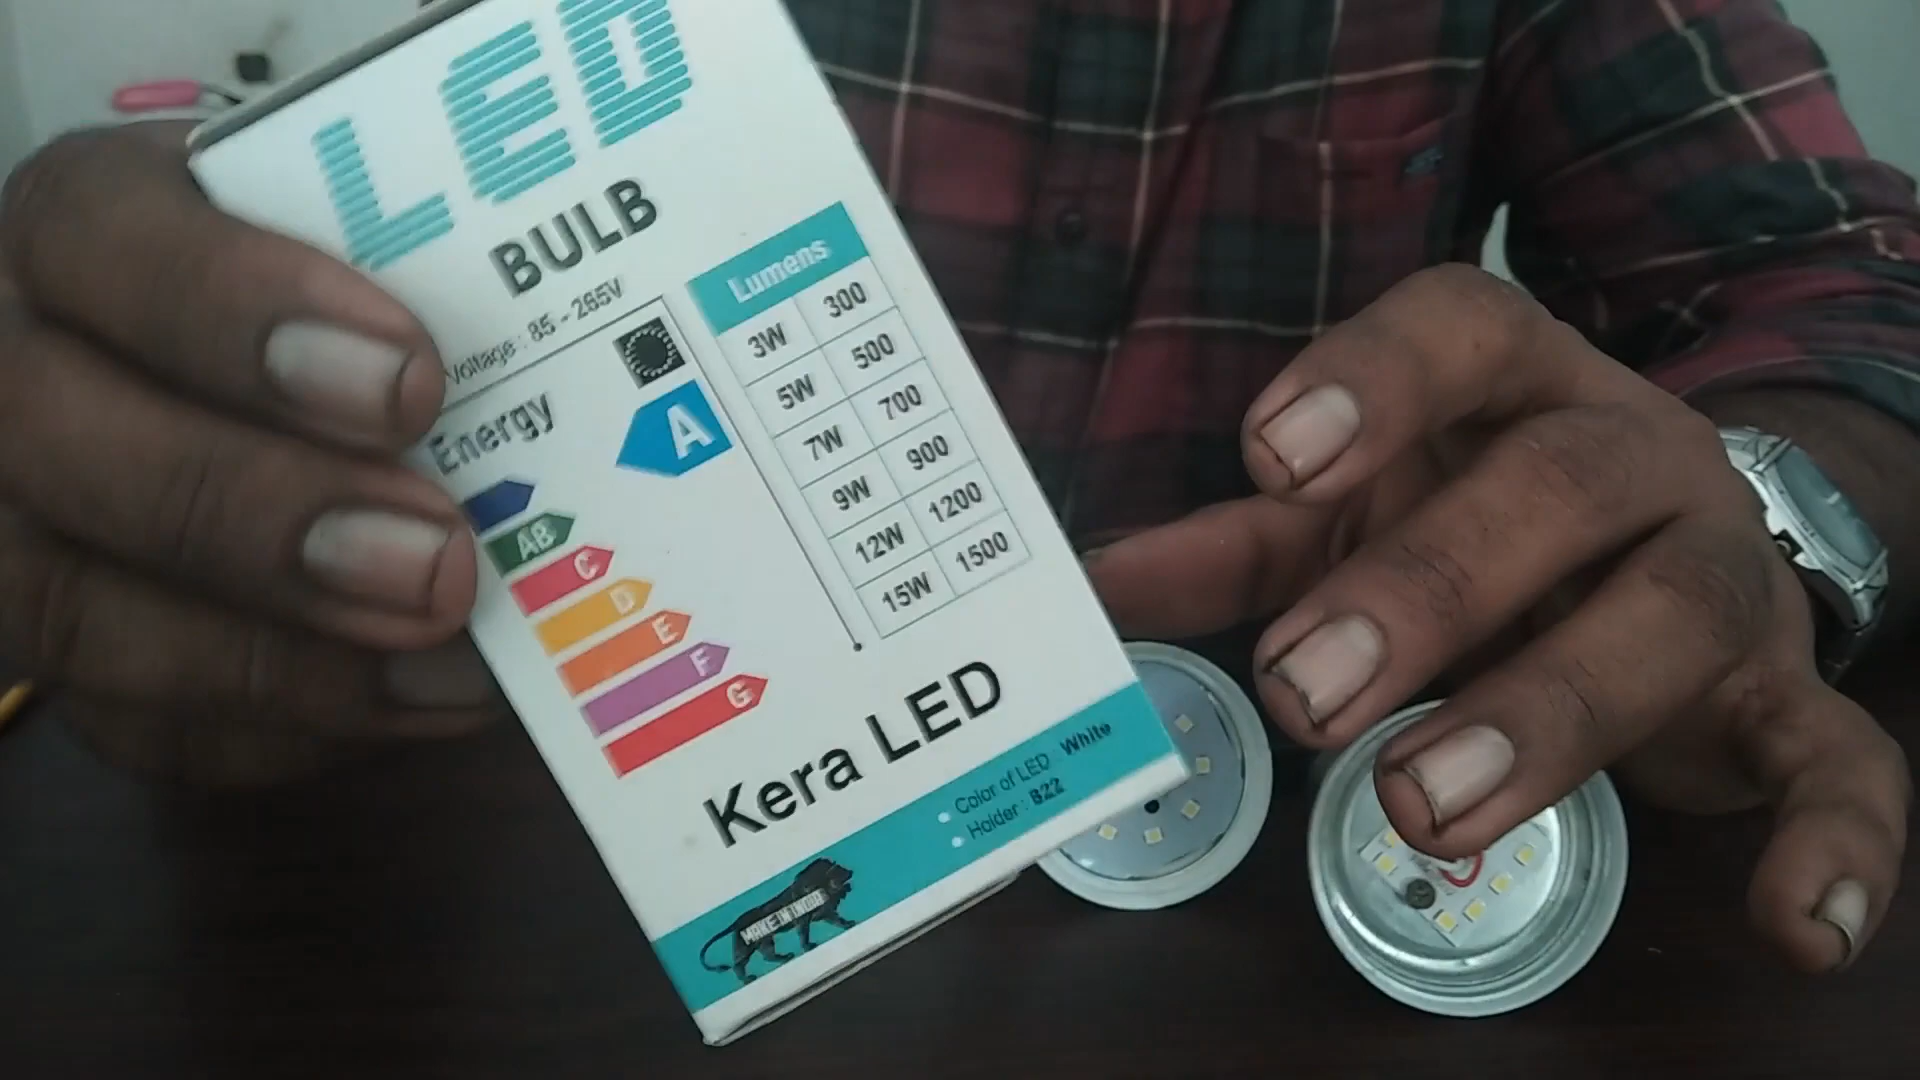 LED
BULB
Voltage : 85 - 265V
Energy
A
AB
C
D
E
F
G
Lumens
3W 300
5W 500
7W 700
9W 900
12W 1200
15W 1500
Kera LED
Color of LED : White
Holder : B22
MAKE IN INDIA